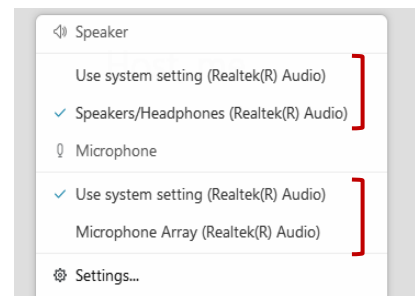 Speaker
Use system setting (Realtek(R) Audio)
Speakers/Headphones (Realtek(R) Audio)
Microphone
Use system setting (Realtek(R) Audio)
Microphone Array (Realtek(R) Audio)
Settings...